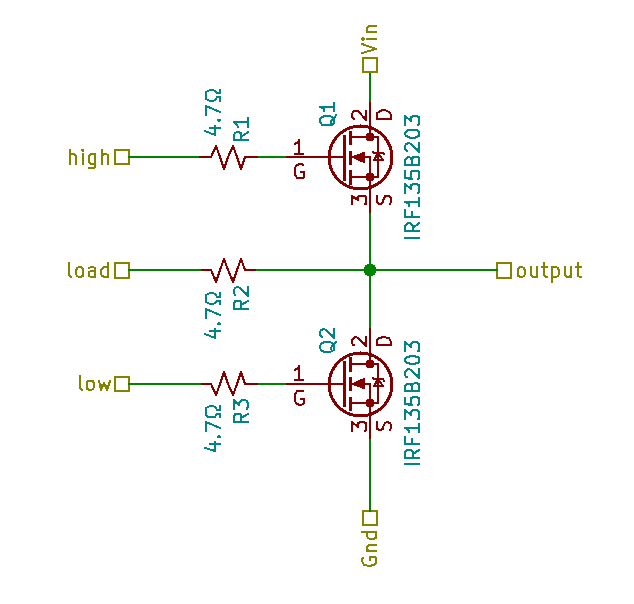 Vin
Q1
2
D
4.7Ω
R1
high
1
G
3
S
IRF135B203
load
4.7Ω
R2
output
Q2
2
D
low
1
G
4.7Ω
R3
3
S
IRF135B203
Gnd